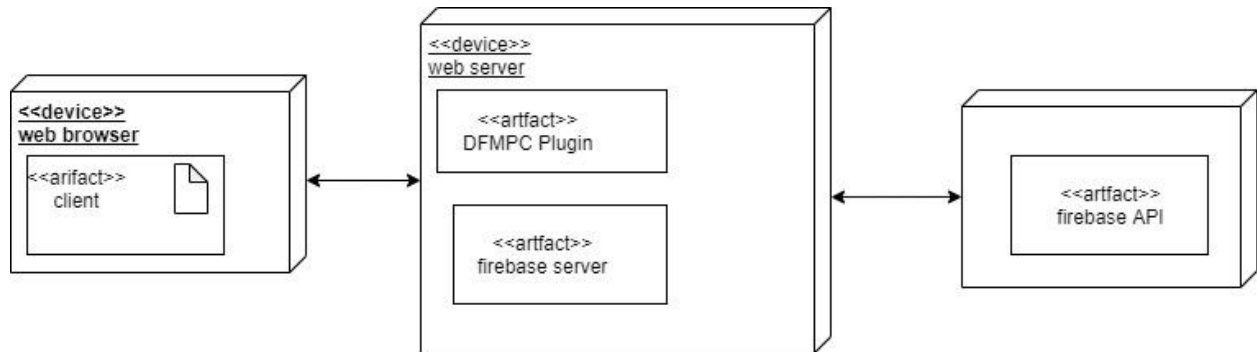 <<device>>
web browser
<<arifact>>
client
<<device>>
web server
<<artfact>>
DFMPC Plugin
<<artfact>>
firebase server
<<artfact>>
firebase API